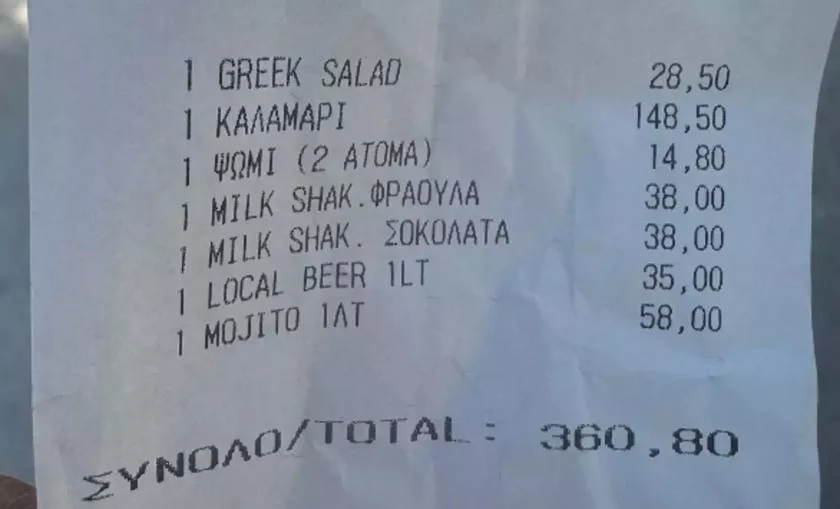 1 GREEK SALAD 28,50
1 ΚΑΛΑΜΑΡΙ 148,50
1 ΨΩΜΙ (2 ΑΤΟΜΑ) 14,80
1 MILK SHAK.ΦΡΑΟΥΛΑ 38,00
1 MILK SHAK. ΣΟΚΟΛΑΤΑ 38,00
1 LOCAL BEER 1LT 35,00
1 MOJITO 1ΛΤ 58,00
ΣΥΝΟΛΟ/TOTAL: 360,80